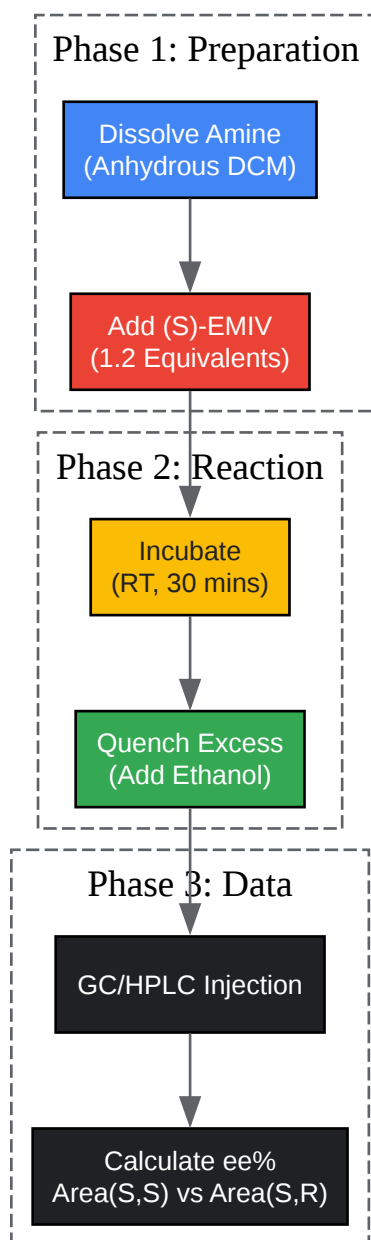 Phase 1: Preparation
Dissolve Amine
(Anhydrous DCM)
Add (S)-EMIV
(1.2 Equivalents)
Phase 2: Reaction
Incubate
(RT, 30 mins)
Quench Excess
(Add Ethanol)
Phase 3: Data
GC/HPLC Injection
Calculate ee%
Area(S,S) vs Area(S,R)